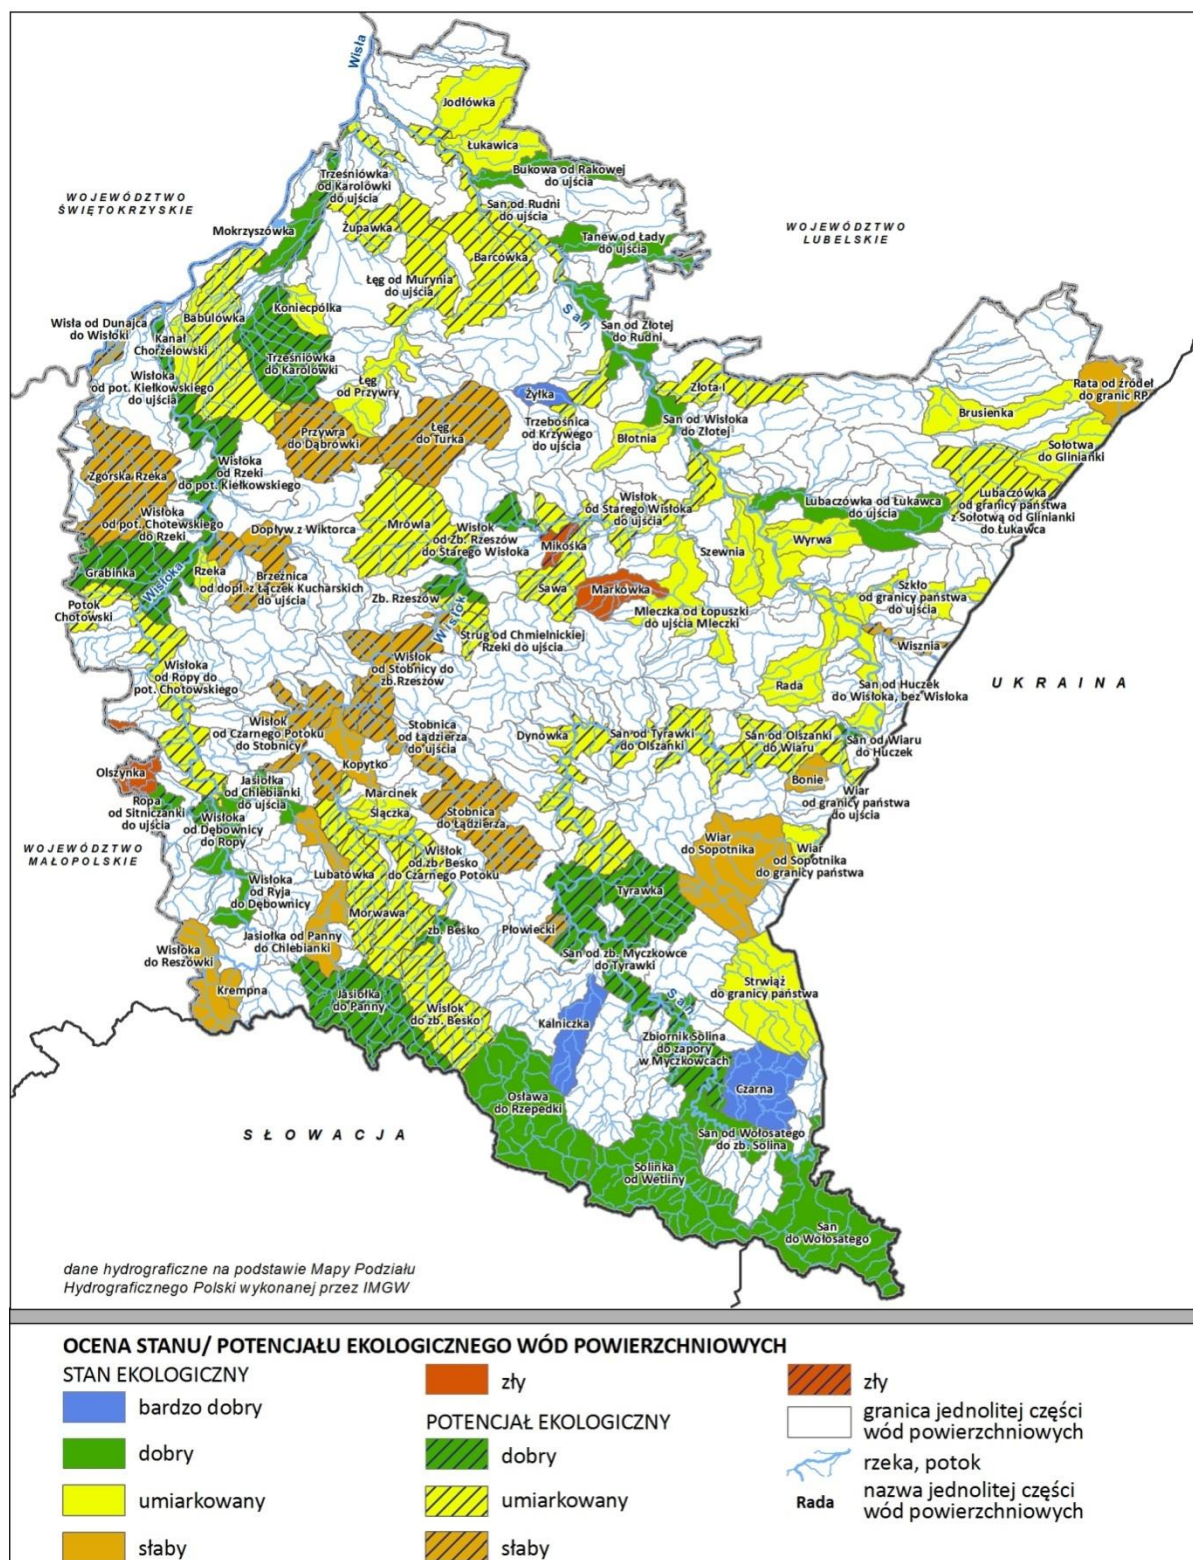 Wisła
Jodłówka
Łukawica
Bukowa od Rakowej
do ujścia
Trześniówka
od Karolówki
do ujścia
WOJEWÓDZTWO
ŚWIĘTOKRZYSKIE
San od Rudni
do ujścia
WOJEWÓDZTWO
LUBELSKIE
Mokrzyszówka
Żupawka
Tanew od Łady
do ujścia
Barcówka
Łęg od Murynia
do ujścia
San
Koniecpólka
Wisła od Dunajca
do Wisłoki
Babulówka
San od Złotej
do Rudni
Kanał
Chorzelowski
Trześniówka
do Karolówki
Wisłoka
od pot. Kiełkowskiego
do ujścia
Łęg
od Przywry
Żyłka
Złota I
Rata od źródeł
do granic RP
Brusienka
Trzebośnica
od Krzywego
do ujścia
San od Wisłoka
do Złotej
Przywra
do Dąbrówki
Łęg
do Turka
Błotnia
Sołotwa
do Glinianki
Zgórska Rzeka
Wisłoka
od Rzeki
do pot. Kiełkowskiego
Lubaczówka
od granicy państwa
z Sołotwą od Glinianki
do Łukawca
Wisłoka
od pot. Chotewskiego
do Rzeki
Dopływ z Wiktorca
Mrówla
Wisłok
od Zb. Rzeszów
do Starego Wisłoka
Wisłok
od Starego Wisłoka
do ujścia
Lubaczówka od Łukawca
do ujścia
Mikośka
Szewnia
Wyrwa
Grabinka
Wisłoka
Rzeka
Brzeźnica
od dopł. z Łączek Kucharskich
do ujścia
Zb. Rzeszów
Wisłok
Sawa
Markówka
Szkło
od granicy państwa
do ujścia
Potok
Chotowski
Mleczka od Łopuszki
do ujścia Mleczki
Strug od Chmielnickiej
Rzeki do ujścia
Wisznia
Wisłoka
od Ropy do
pot. Chotowskiego
Wisłok
od Stobnicy do
zb.Rzeszów
Rada
San od Huczek
do Wisłoka, bez Wisłoka
UKRAINA
Wisłok
od Czarnego Potoku
do Stobnicy
Stobnica
od Łądzierza
do ujścia
Dynówka
San od Tyrawki
do Olszanki
San od Olszanki
do Wiaru
San od Wiaru
do Huczek
Olszynka
Kopytko
Bonie
Jasiołka
od Chlebianki
do ujścia
Marcinek
Wiar
od granicy państwa
do ujścia
Ropa
od Sitniczanki
do ujścia
Ślączka
Stobnica
do Łądzierza
Wisłoka
od Dębownicy
do Ropy
WOJEWÓDZTWO
MAŁOPOLSKIE
Wisłok
od zb. Besko
do Czarnego Potoku
Wiar
do Sopotnika
Wiar
od Sopotnika
do granicy państwa
Lubatówka
Wisłoka
od Ryja
do Dębownicy
Morwawa
Tyrawka
zb. Besko
Płowiecki
Jasiołka od Panny
do Chlebianki
Wisłoka
do Reszówki
San od zb. Myczkowce
do Tyrawki
Krempna
Jasiołka
do Panny
Strwiąż
do granicy państwa
San
Wisłok
do zb. Besko
Kalniczka
Zbiornik Solina
do zapory
w Myczkowcach
Czarna
Osława
do Rzepedki
SŁOWACJA
San od Wołosatego
do zb. Solina
Solinka
od Wetliny
San
do Wołosatego
dane hydrograficzne na podstawie Mapy Podziału
Hydrograficznego Polski wykonanej przez IMGW
OCENA STANU/ POTENCJAŁU EKOLOGICZNEGO WÓD POWIERZCHNIOWYCH
STAN EKOLOGICZNY
bardzo dobry
dobry
umiarkowany
słaby
zły
POTENCJAŁ EKOLOGICZNY
dobry
umiarkowany
słaby
zły
granica jednolitej części
wód powierzchniowych
rzeka, potok
Rada
nazwa jednolitej części
wód powierzchniowych